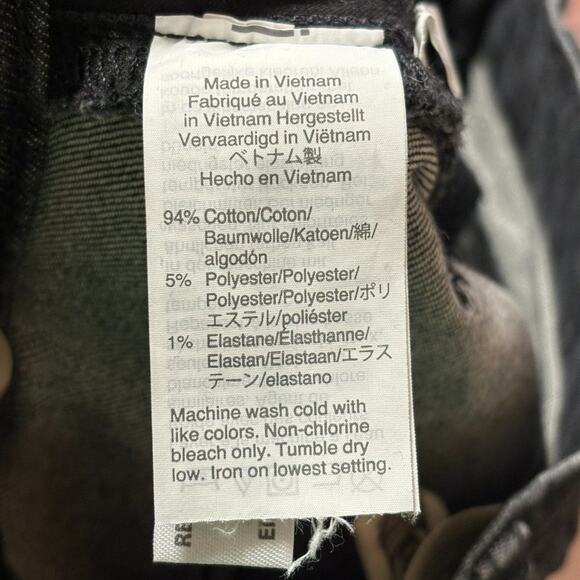 Made in Vietnam
Fabriqué au Vietnam
in Vietnam Hergestellt
Vervaardigd in Viëtnam
ベトナム製
Hecho en Vietnam
94% Cotton/Coton/
Baumwolle/Katoen/綿/
algodón
5% Polyester/Polyester/
Polyester/Polyester/ポリ
エステル/poliéster
1% Elastane/Élasthanne/
Elastan/Elastaan/エラス
テーン/elastano
Machine wash cold with
like colors. Non-chlorine
bleach only. Tumble dry
low. Iron on lowest setting.